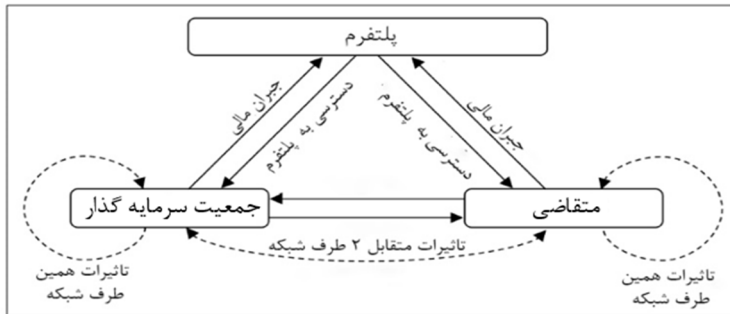 پلتفرم
جبران مالی
دسترسی به پلتفرم
دسترسی به پلتفرم
جبران مالی
متقاضی
جمعیت سرمایه گذار
تاثیرات متقابل ۲ طرف شبکه
تاثیرات همین
طرف شبکه
تاثیرات همین
طرف شبکه